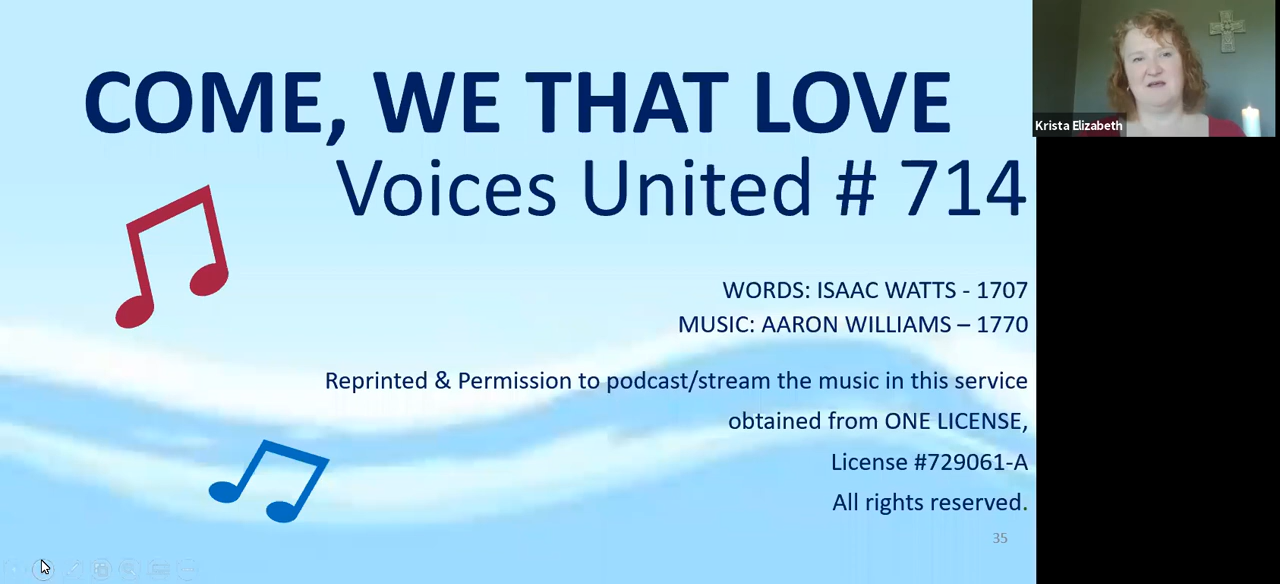 COME, WE THAT LOVE
Voices United # 714
WORDS: ISAAC WATTS - 1707
MUSIC: AARON WILLIAMS – 1770
Reprinted & Permission to podcast/stream the music in this service
obtained from ONE LICENSE,
License #729061-A
All rights reserved.
35
Krista Elizabeth